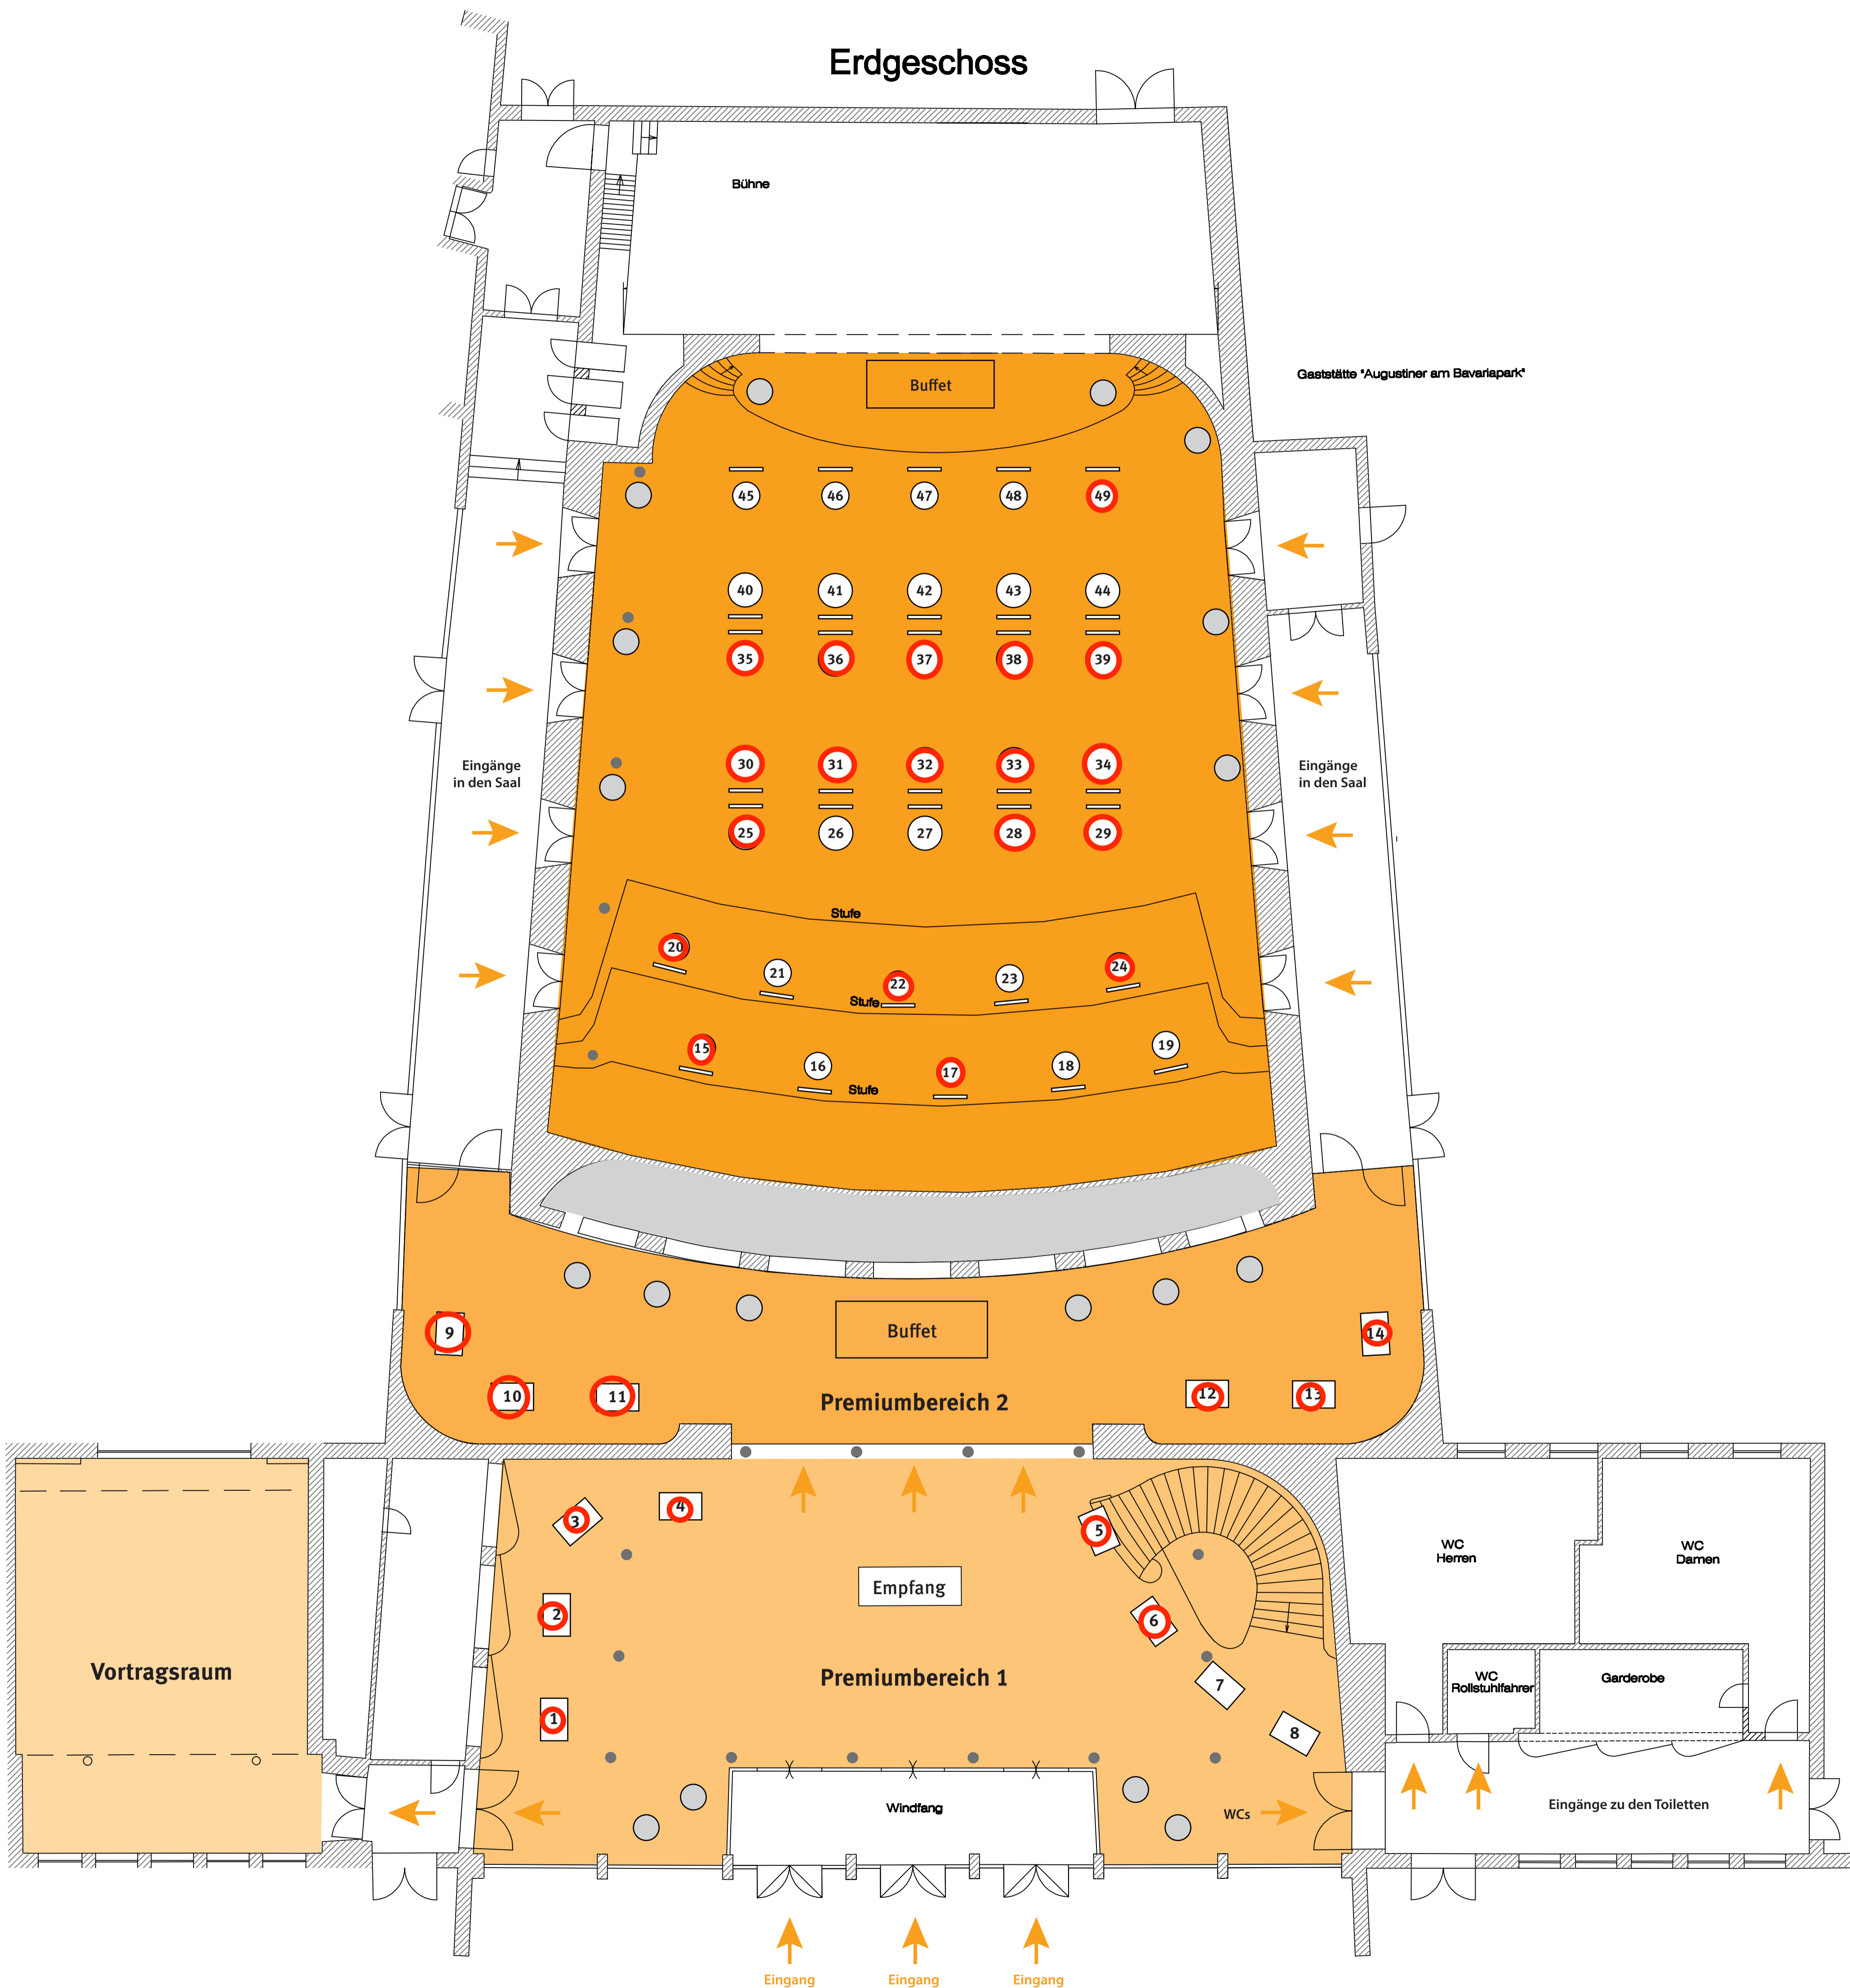 Erdgeschoss
Bühne
Gaststätte "Augustiner am Bavariapark"
Buffet
45 46 47 48 49
40 41 42 43 44
35 36 37 38 39
Eingänge
in den Saal
30 31 32 33 34
Eingänge
in den Saal
25 26 27 28 29
Stufe
20 21 22 23 24
Stufe
15 16 17 18 19
Stufe
Buffet
9 14
10 11 12 13
Premiumbereich 2
3 4 5
WC
Herren
WC
Damen
Empfang
2 6
Vortragsraum
Premiumbereich 1
7
WC
Rollstuhlfahrer
Garderobe
1 8
Windfang
WCs
Eingänge zu den Toiletten
Eingang Eingang Eingang